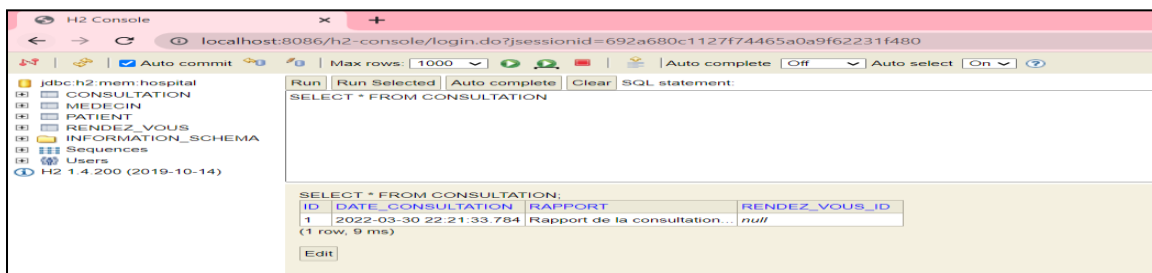 H2 Console
localhost:8086/h2-console/login.do?jsessionid=692a680c1127f74465a0a9f62231f480
Auto commit Max rows: 1000 Auto complete Off Auto select On
jdbc:h2:mem:hospital
CONSULTATION
MEDECIN
PATIENT
RENDEZ_VOUS
INFORMATION_SCHEMA
Sequences
Users
H2 1.4.200 (2019-10-14)
Run Run Selected Auto complete Clear SQL statement:
SELECT * FROM CONSULTATION
SELECT * FROM CONSULTATION;
ID DATE_CONSULTATION RAPPORT RENDEZ_VOUS_ID
1 2022-03-30 22:21:33.784 Rapport de la consultation... null
(1 row, 9 ms)
Edit